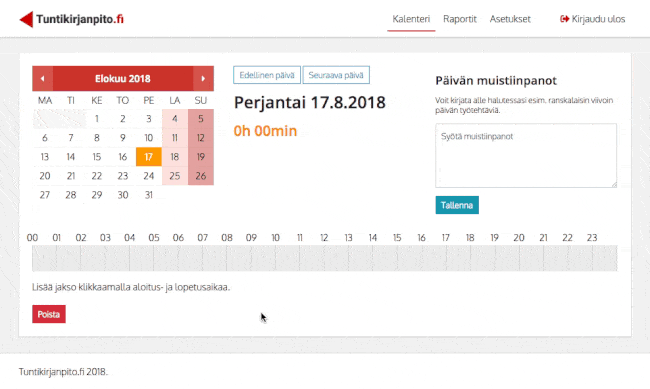 Tuntikirjanpito.fi
Kalenteri Raportit Asetukset Kirjaudu ulos
Elokuu 2018
MA TI KE TO PE LA SU
1 2 3 4 5
6 7 8 9 10 11 12
13 14 15 16 17 18 19
20 21 22 23 24 25 26
27 28 29 30 31
Edellinen päivä Seuraava päivä
Perjantai 17.8.2018
0h 00min
Päivän muistiinpanot
Voit kirjata alle halutessasi esim. ranskalaisin viivoin
päivän työtehtäviä.
Syötä muistiinpanot
Tallenna
00 01 02 03 04 05 06 07 08 09 10 11 12 13 14 15 16 17 18 19 20 21 22 23
Lisää jakso klikkaamalla aloitus- ja lopetusaikaa.
Poista
Tuntikirjanpito.fi 2018.